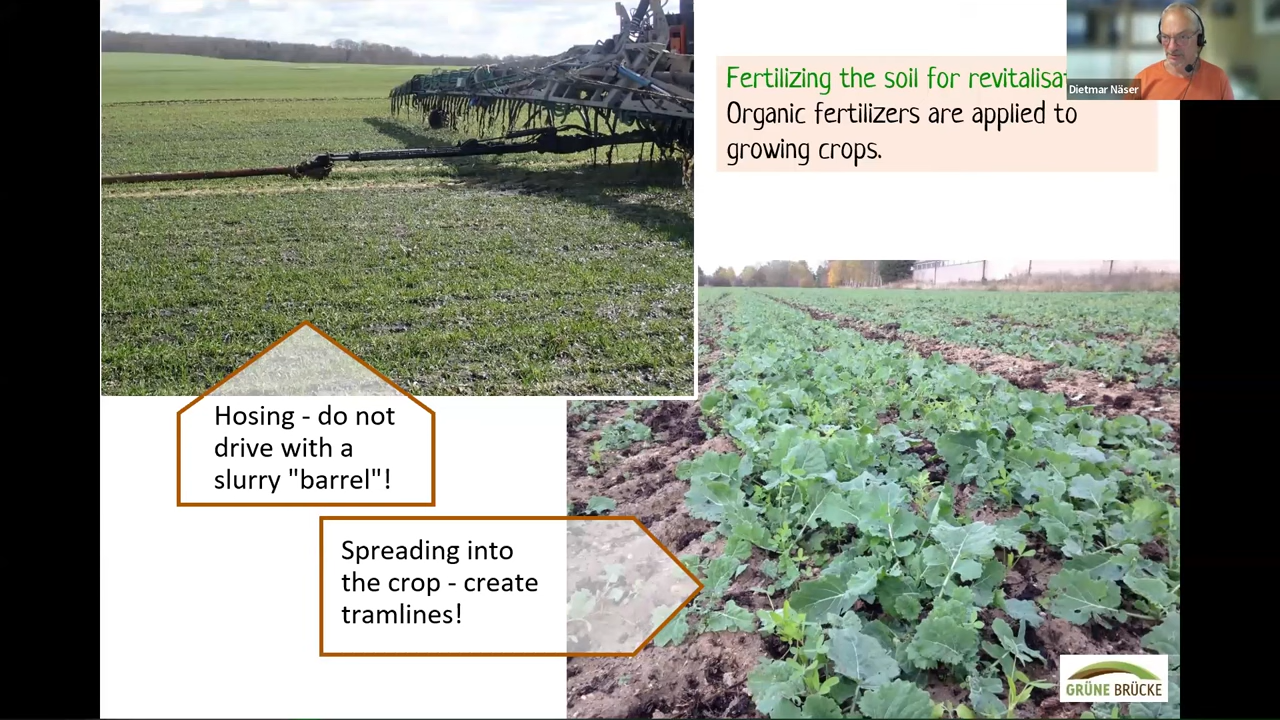 Fertilizing the soil for revitalisat
Organic fertilizers are applied to
growing crops.
Dietmar Näser
Hosing - do not
drive with a
slurry "barrel"!
Spreading into
the crop - create
tramlines!
GRÜNE BRÜCKE